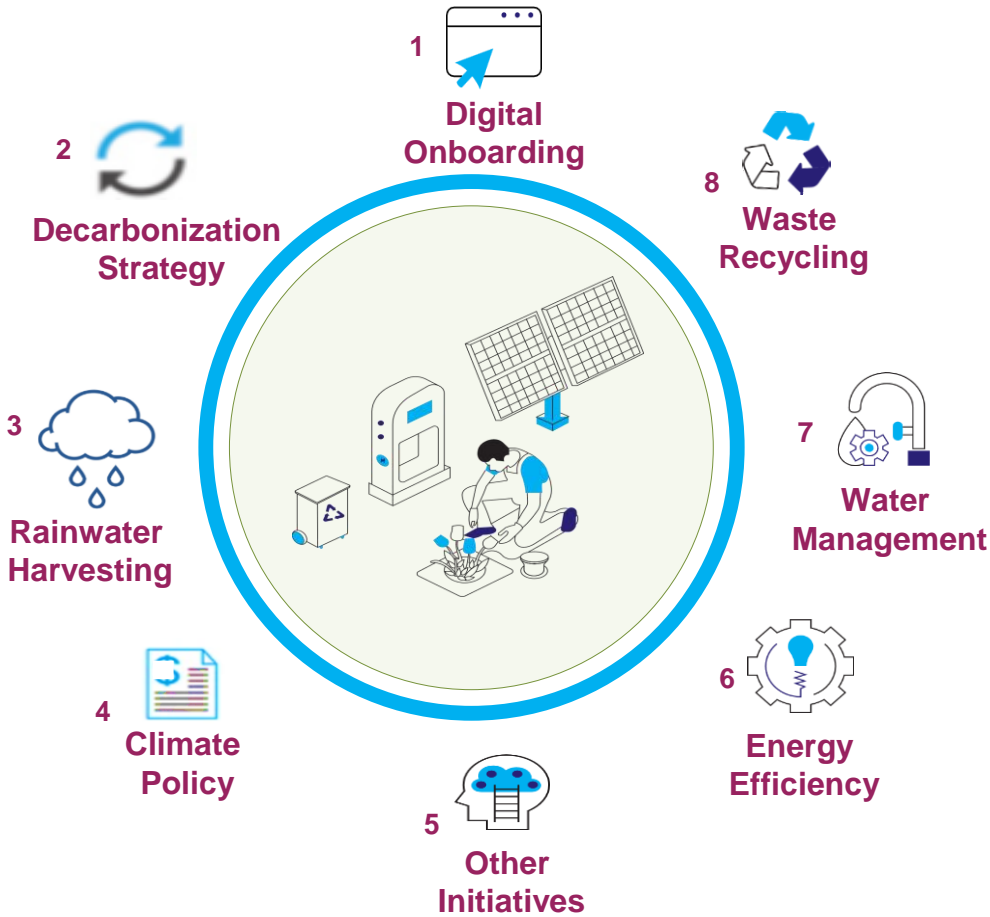 1
Digital
Onboarding
2
Decarbonization
Strategy
3
Rainwater
Harvesting
4
Climate
Policy
5
Other
Initiatives
6
Energy
Efficiency
7
Water
Management
8
Waste
Recycling